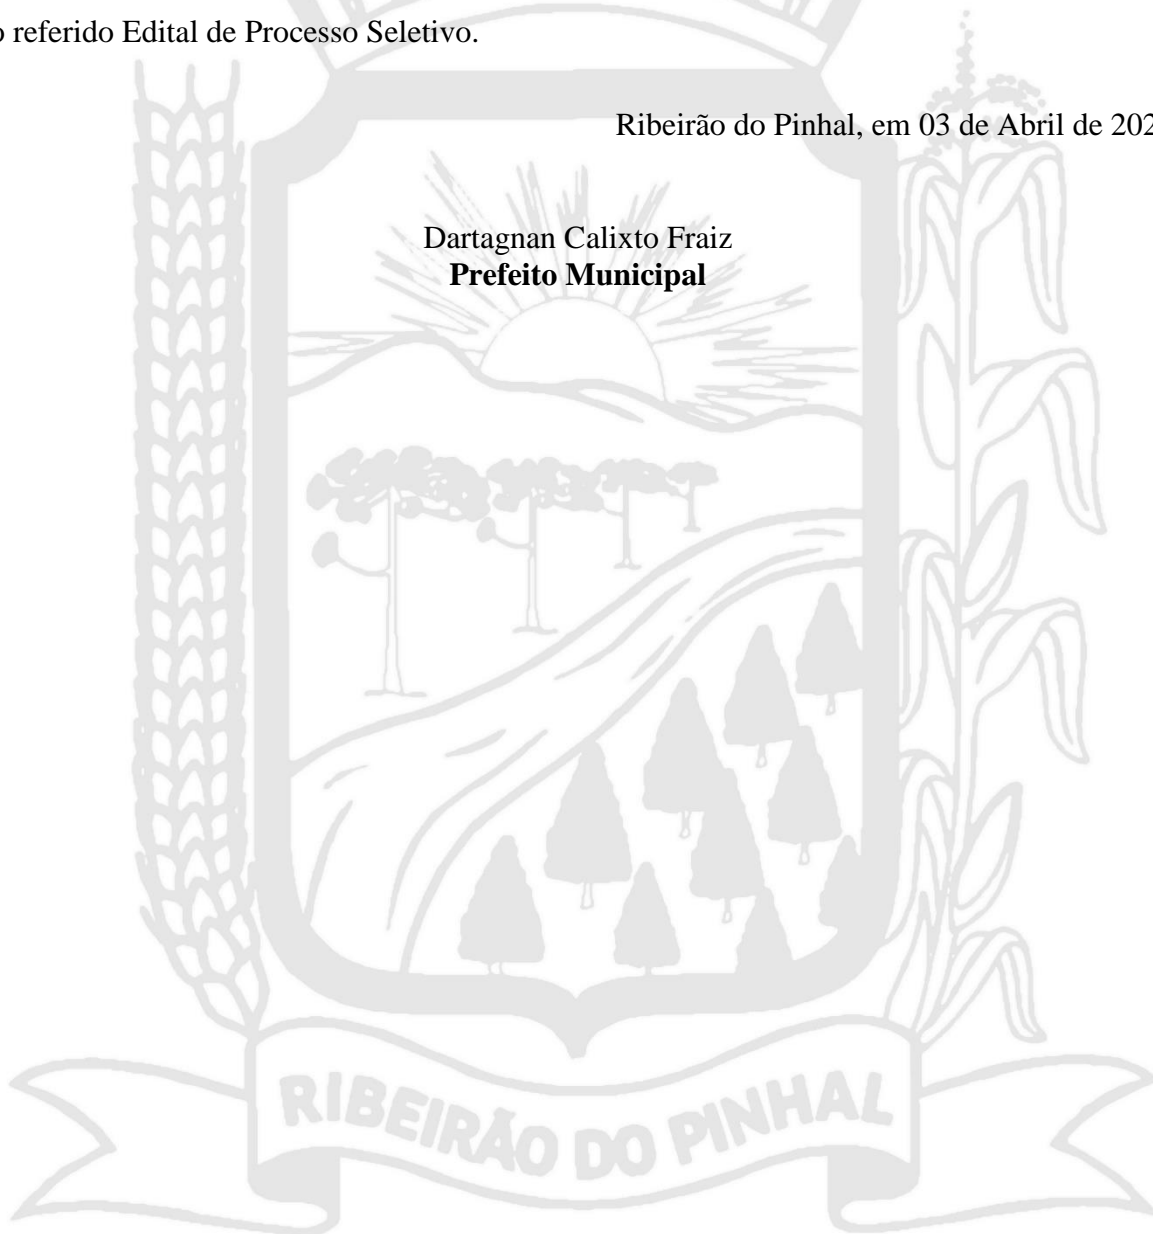 o referido Edital de Processo Seletivo.
Ribeirão do Pinhal, em 03 de Abril de 202
Dartagnan Calixto Fraiz
Prefeito Municipal
RIBEIRÃO DO PINHAL